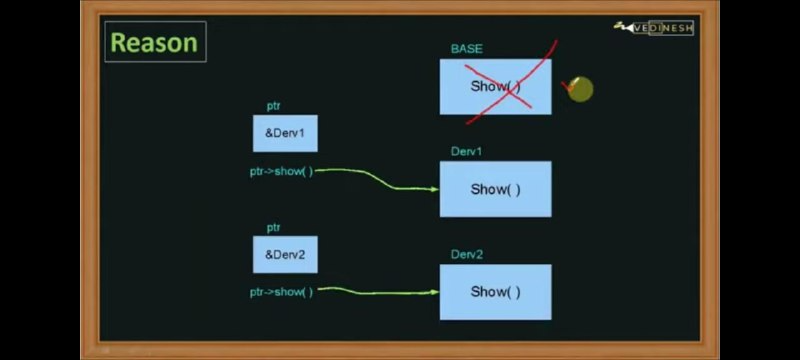 Reason
VEDINESH
BASE
Show( )
ptr
&Derv1
ptr->show( )
Derv1
Show( )
ptr
&Derv2
ptr->show( )
Derv2
Show( )